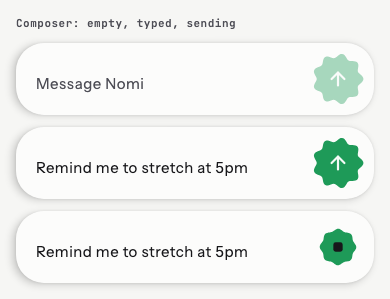 Composer: empty, typed, sending
Message Nomi
Remind me to stretch at 5pm
Remind me to stretch at 5pm